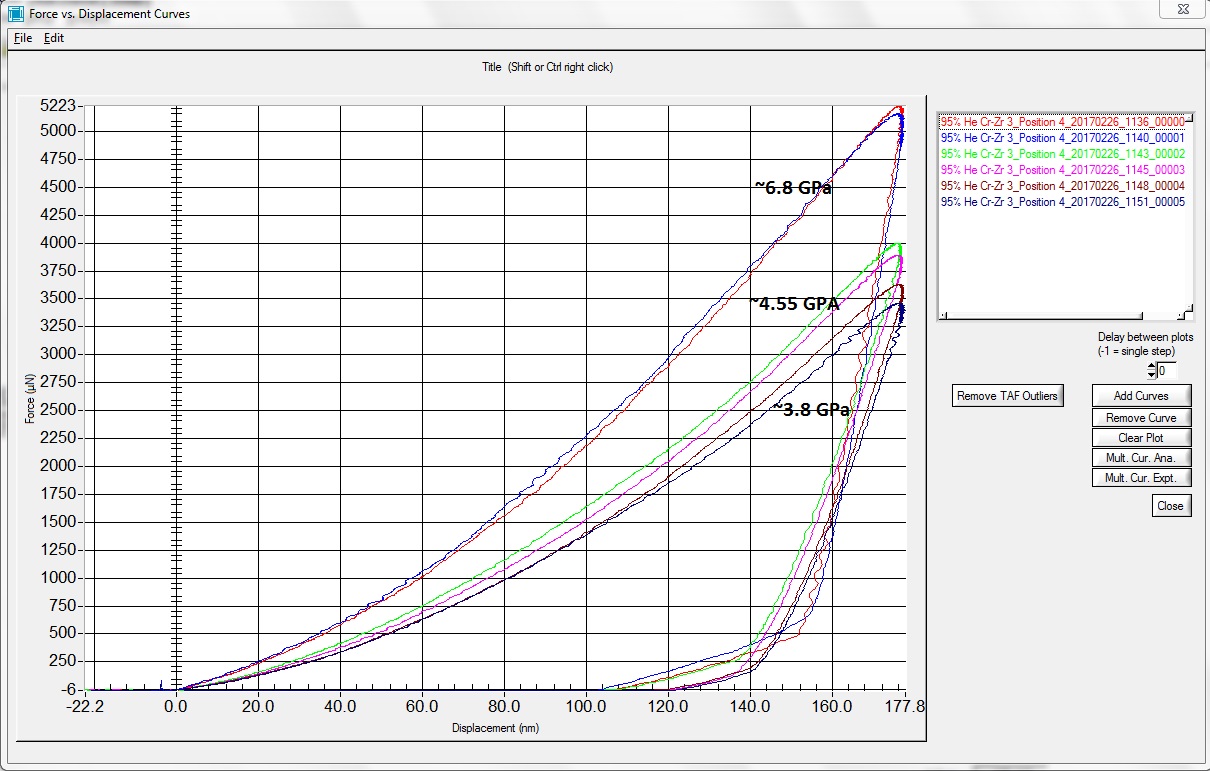 Force vs. Displacement Curves
File Edit
Title (Shift or Ctrl right click)
5223
5000
4750
4500
4250
4000
3750
3500
3250
3000
2750
2500
2250
2000
1750
1500
1250
1000
750
500
250
-6
Force (µN)
-22.2 0.0 20.0 40.0 60.0 80.0 100.0 120.0 140.0 160.0 177.8
Displacement (nm)
~6.8 GPa
~4.55 GPA
~3.8 GPa
95% He Cr-Zr 3_Position 4_20170226_1136_00000
95% He Cr-Zr 3_Position 4_20170226_1140_00001
95% He Cr-Zr 3_Position 4_20170226_1143_00002
95% He Cr-Zr 3_Position 4_20170226_1145_00003
95% He Cr-Zr 3_Position 4_20170226_1148_00004
95% He Cr-Zr 3_Position 4_20170226_1151_00005
Delay between plots
(-1 = single step)
0
Remove TAF Outliers
Add Curves
Remove Curve
Clear Plot
Mult. Cur. Ana.
Mult. Cur. Expt.
Close